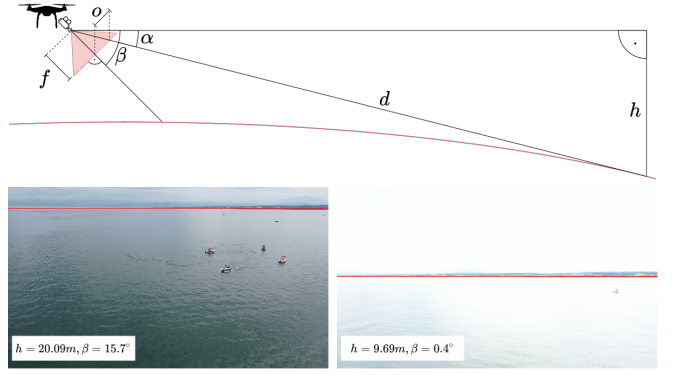 o
α
β
f
d
h
h = 20.09m, β = 15.7°
h = 9.69m, β = 0.4°